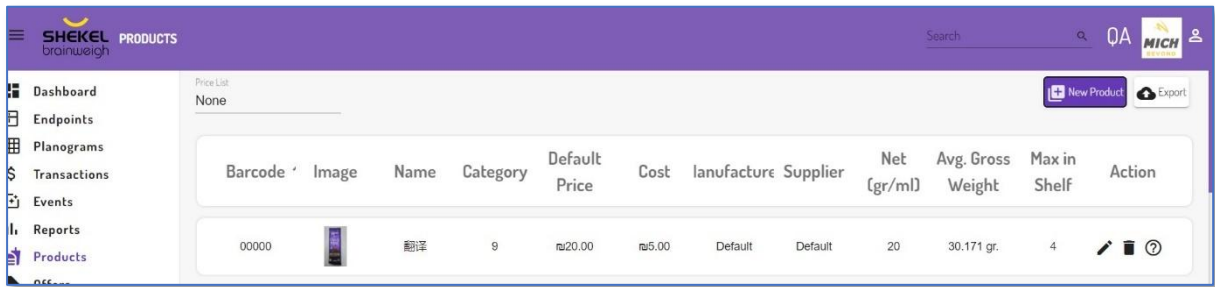 SHEKEL
brainweigh
PRODUCTS
Search
QA
MICH
BEYOND
Dashboard
Endpoints
Planograms
Transactions
Events
Reports
Products
Offers
Price List
None
New Product
Export
Barcode Image Name Category Default Price Cost lanufacture Supplier Net (gr/ml) Avg. Gross Weight Max in Shelf Action
00000 翻译 9 ₪20.00 ₪5.00 Default Default 20 30.171 gr. 4